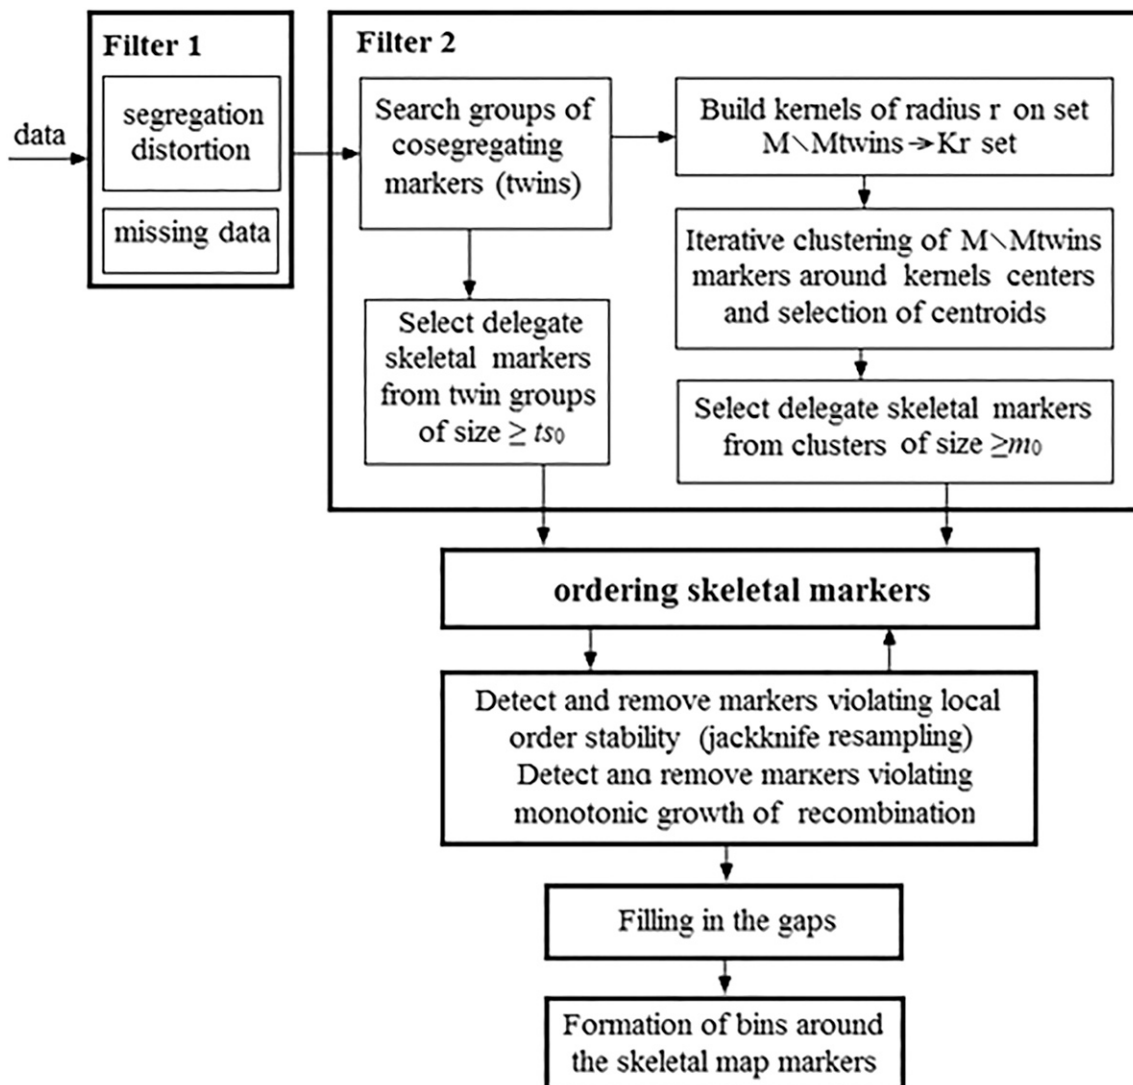 data
Filter 1
segregation
distortion
missing data
Filter 2
Search groups of
cosegregating
markers (twins)
Select delegate
skeletal markers
from twin groups
of size ≥ ts₀
Build kernels of radius r on set
M∖Mtwins→Kr set
Iterative clustering of M∖Mtwins
markers around kernels centers
and selection of centroids
Select delegate skeletal markers
from clusters of size ≥m₀
ordering skeletal markers
Detect and remove markers violating local
order stability (jackknife resampling)
Detect and remove markers violating
monotonic growth of recombination
Filling in the gaps
Formation of bins around
the skeletal map markers